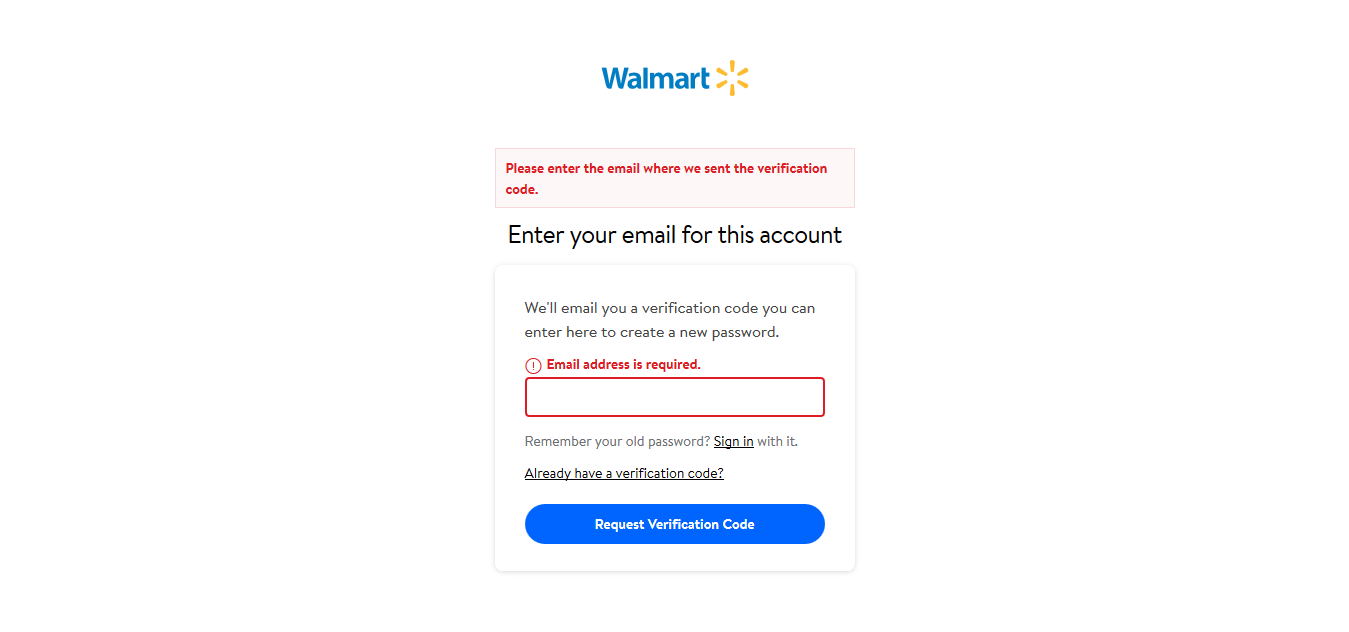 Walmart
Please enter the email where we sent the verification
code.
Enter your email for this account
We'll email you a verification code you can
enter here to create a new password.
! Email address is required.
Remember your old password? Sign in with it.
Already have a verification code?
Request Verification Code